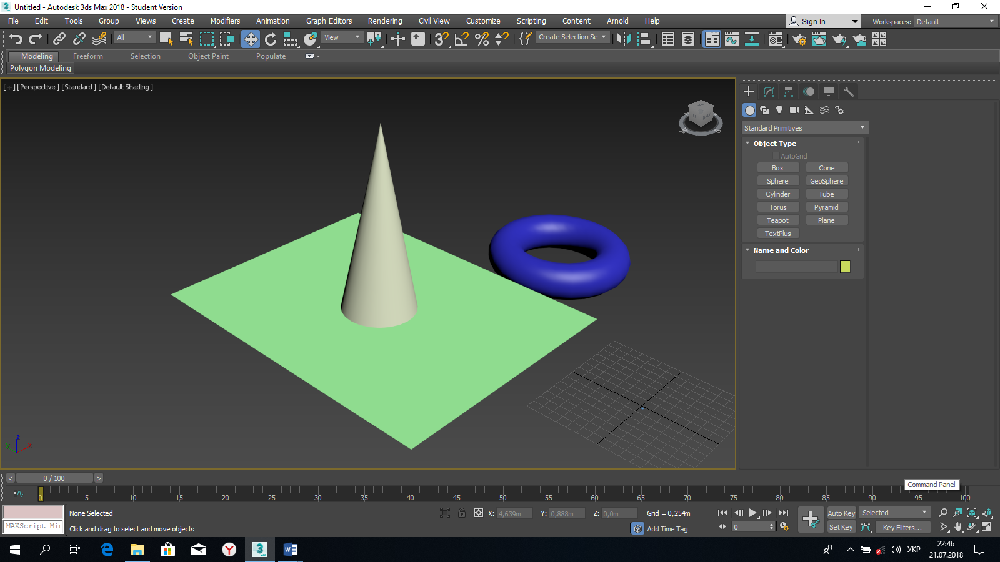 Untitled - Autodesk 3ds Max 2018 - Student Version
File Edit Tools Group Views Create Modifiers Animation Graph Editors Rendering Civil View Customize Scripting Content Arnold Help Sign In Workspaces: Default
All View Create Selection Se
Modeling Freeform Selection Object Paint Populate
Polygon Modeling
[+] [Perspective] [Standard] [Default Shading]
Standard Primitives
Object Type
AutoGrid
Box Cone
Sphere GeoSphere
Cylinder Tube
Torus Pyramid
Teapot Plane
TextPlus
Name and Color
z
y x
< 0 / 100 >
Command Panel
0 5 10 15 20 25 30 35 40 45 50 55 60 65 70 75 80 85 90 95 100
None Selected X: 4,639m Y: 0,888m Z: 0,0m Grid = 0,254m Auto Key Selected
MAXScript Mi Click and drag to select and move objects Add Time Tag 0 Set Key Key Filters...
УКР 22:46
21.07.2018